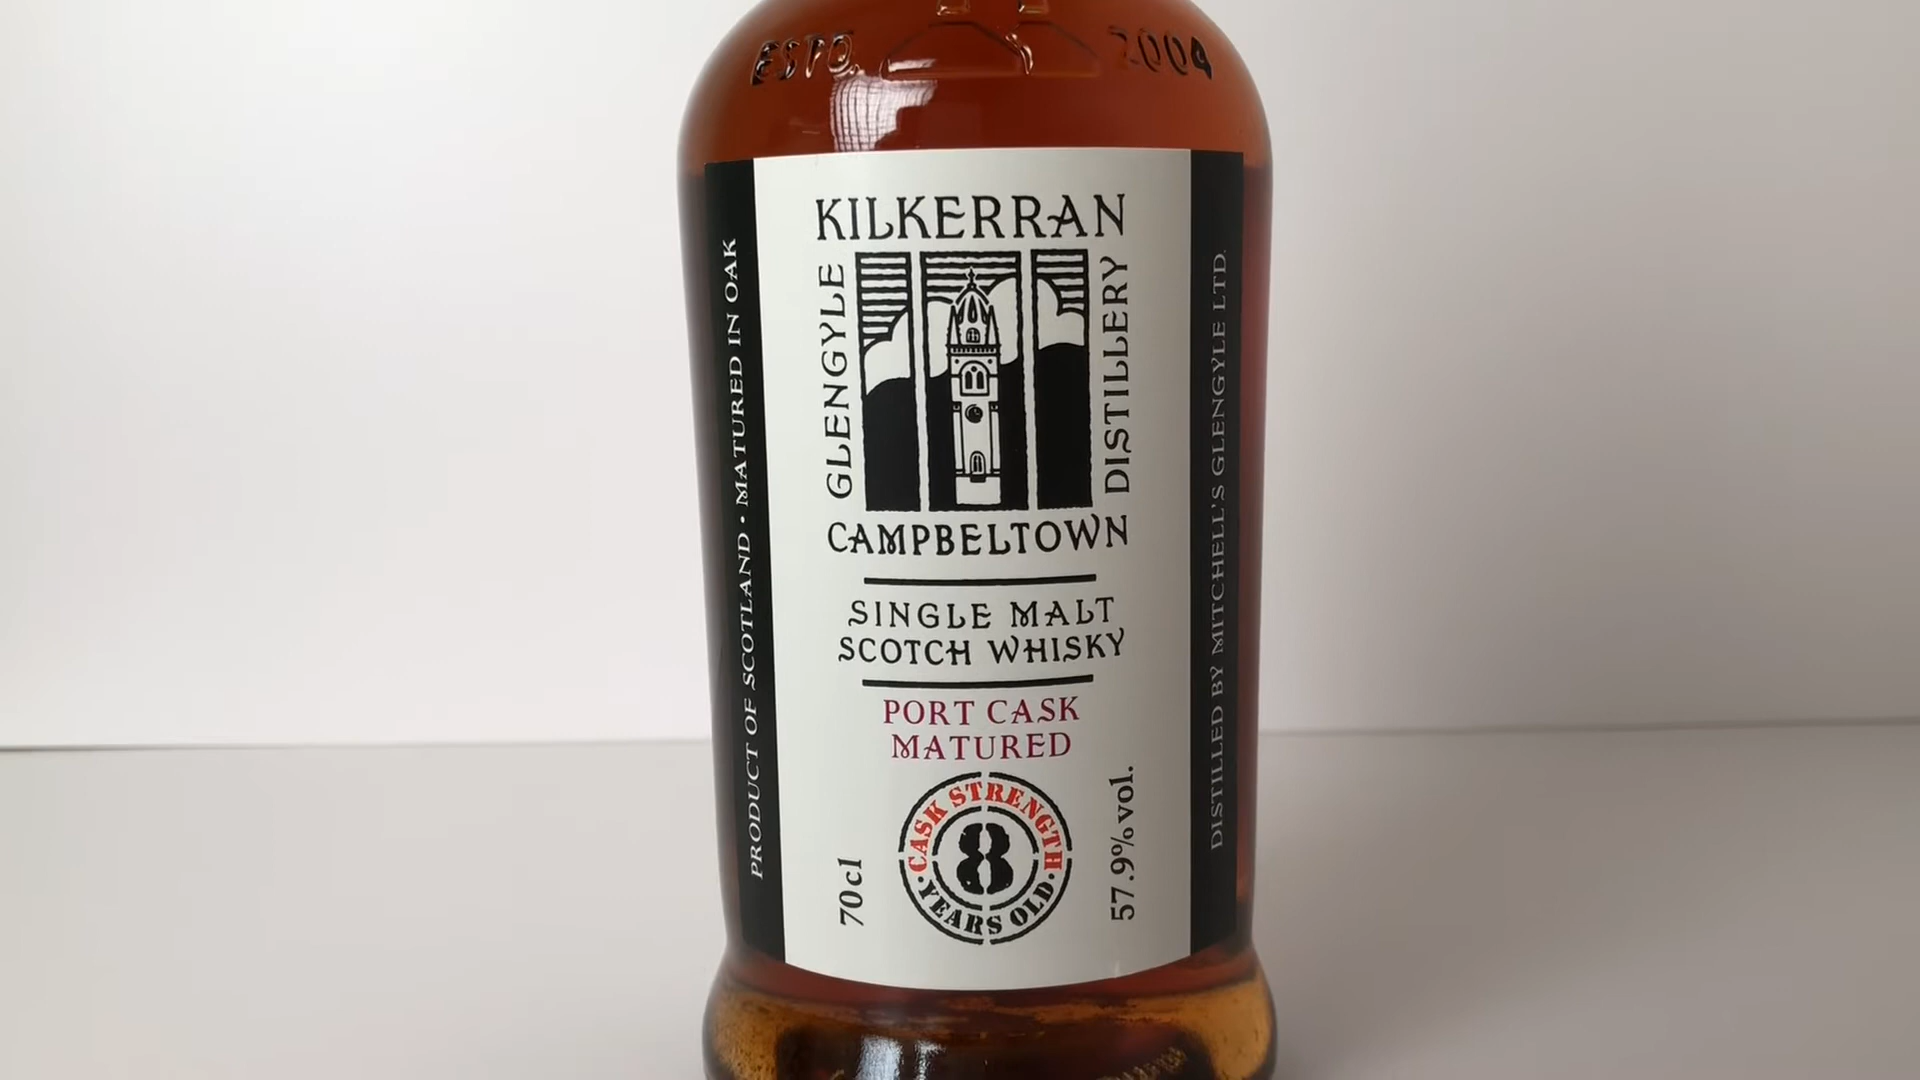 ESTD. 2004
KILKERRAN
GLENGYLE
DISTILLERY
CAMPBELTOWN
SINGLE MALT
SCOTCH WHISKY
PORT CASK
MATURED
CASK STRENGTH
8
·YEARS OLD·
70cl
57.9%vol.
PRODUCT OF SCOTLAND · MATURED IN OAK
DISTILLED BY MITCHELL'S GLENGYLE LTD.